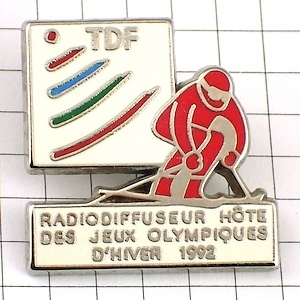 TDF
RADIODIFFUSEUR HÔTE
DES JEUX OLYMPIQUES
D'HIVER 1992